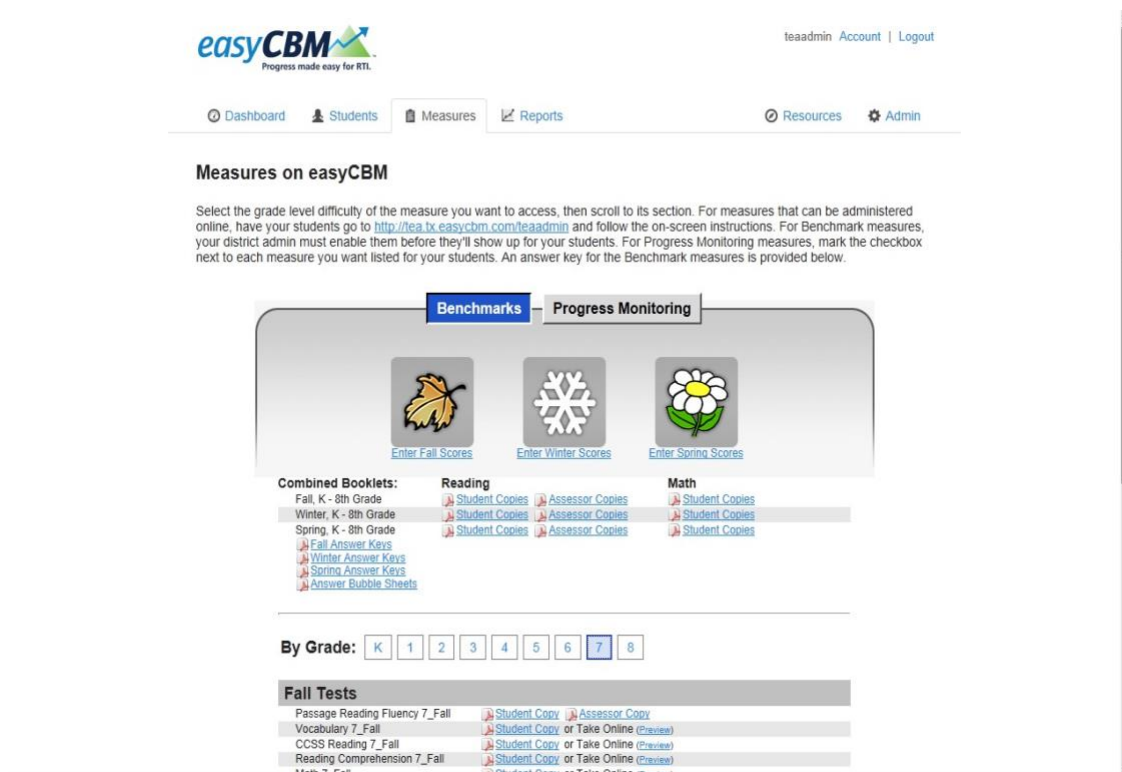 easyCBM
Progress made easy for RTI.
teaadmin Account | Logout
Dashboard Students Measures Reports Resources Admin
Measures on easyCBM
Select the grade level difficulty of the measure you want to access, then scroll to its section. For measures that can be administered
online, have your students go to http://tea.tx.easycbm.com/teaadmin and follow the on-screen instructions. For Benchmark measures,
your district admin must enable them before they'll show up for your students. For Progress Monitoring measures, mark the checkbox
next to each measure you want listed for your students. An answer key for the Benchmark measures is provided below.
Benchmarks Progress Monitoring
Enter Fall Scores Enter Winter Scores Enter Spring Scores
Combined Booklets: Reading Math
Fall, K - 8th Grade Student Copies Assessor Copies Student Copies
Winter, K - 8th Grade Student Copies Assessor Copies Student Copies
Spring, K - 8th Grade Student Copies Assessor Copies Student Copies
Fall Answer Keys
Winter Answer Keys
Spring Answer Keys
Answer Bubble Sheets
By Grade: K 1 2 3 4 5 6 7 8
Fall Tests
Passage Reading Fluency 7_Fall Student Copy Assessor Copy
Vocabulary 7_Fall Student Copy or Take Online (Preview)
CCSS Reading 7_Fall Student Copy or Take Online (Preview)
Reading Comprehension 7_Fall Student Copy or Take Online (Preview)
Math 7_Fall Student Copy or Take Online (Preview)